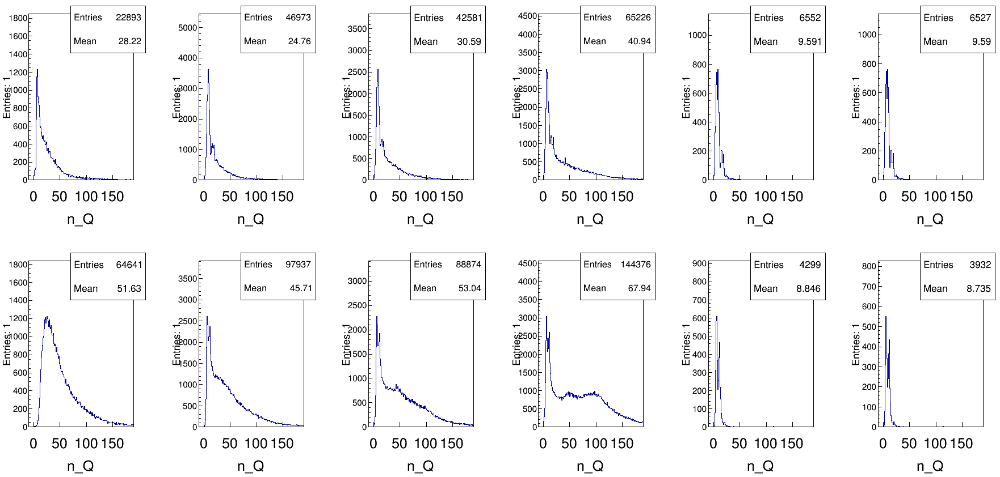 Entries 22893
Mean 28.22
1800
1600
1400
1200
1000
800
600
400
200
0
Entries: 1
0 50 100 150
n_Q
Entries 46973
Mean 24.76
5000
4000
3000
2000
1000
0
Entries: 1
0 50 100 150
n_Q
Entries 42581
Mean 30.59
3500
3000
2500
2000
1500
1000
500
0
Entries: 1
0 50 100 150
n_Q
Entries 65226
Mean 40.94
4500
4000
3500
3000
2500
2000
1500
1000
500
0
Entries: 1
0 50 100 150
n_Q
Entries 6552
Mean 9.591
1000
800
600
400
200
0
Entries: 1
0 50 100 150
n_Q
Entries 6527
Mean 9.59
1000
800
600
400
200
0
Entries: 1
0 50 100 150
n_Q
Entries 64641
Mean 51.63
1800
1600
1400
1200
1000
800
600
400
200
0
Entries: 1
0 50 100 150
n_Q
Entries 97937
Mean 45.71
3500
3000
2500
2000
1500
1000
500
0
Entries: 1
0 50 100 150
n_Q
Entries 88874
Mean 53.04
3000
2500
2000
1500
1000
500
0
Entries: 1
0 50 100 150
n_Q
Entries 144376
Mean 67.94
4500
4000
3500
3000
2500
2000
1500
1000
500
0
Entries: 1
0 50 100 150
n_Q
Entries 4299
Mean 8.846
900
800
700
600
500
400
300
200
100
0
Entries: 1
0 50 100 150
n_Q
Entries 3932
Mean 8.735
800
700
600
500
400
300
200
100
0
Entries: 1
0 50 100 150
n_Q